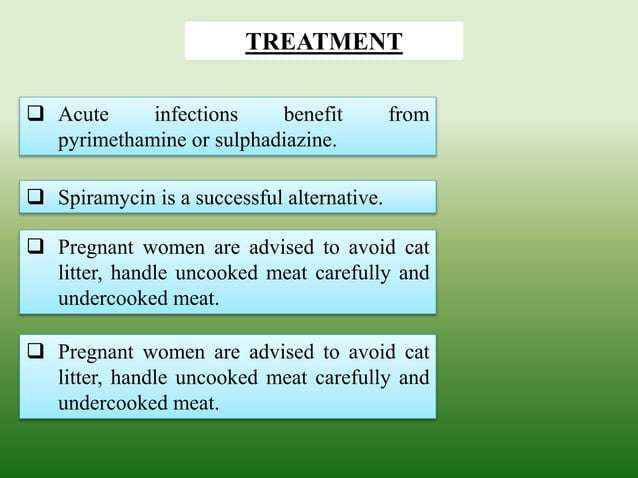 TREATMENT
Acute infections benefit from
pyrimethamine or sulphadiazine.
Spiramycin is a successful alternative.
Pregnant women are advised to avoid cat
litter, handle uncooked meat carefully and
undercooked meat.
Pregnant women are advised to avoid cat
litter, handle uncooked meat carefully and
undercooked meat.